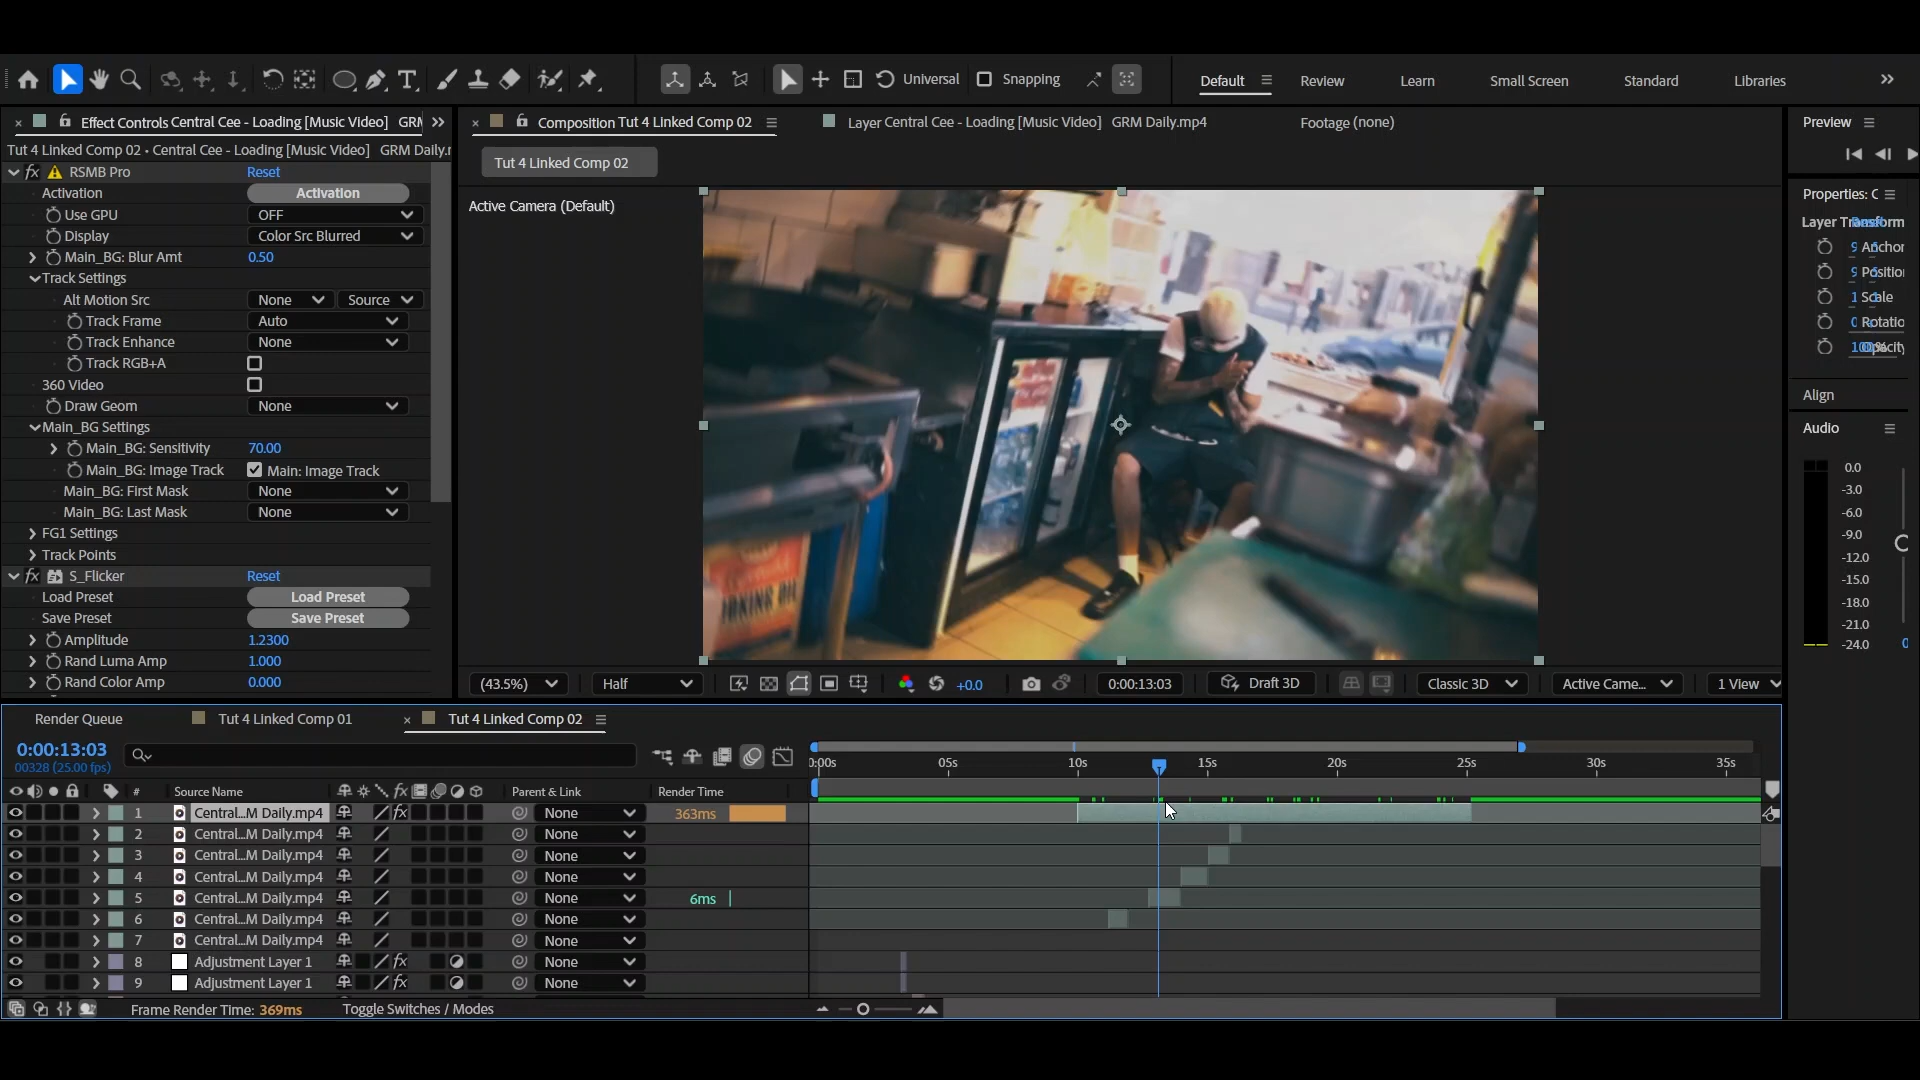 Universal
Snapping
Default
Review
Learn
Small Screen
Standard
Libraries
Effect Controls Central Cee - Loading [Music Video] GRM
Composition Tut 4 Linked Comp 02
Layer Central Cee - Loading [Music Video] GRM Daily.mp4
Footage (none)
Preview
Tut 4 Linked Comp 02 • Central Cee - Loading [Music Video] GRM Daily.r
Tut 4 Linked Comp 02
fx RSMB Pro Reset
Activation Activation
Use GPU OFF
Display Color Src Blurred
Main_BG: Blur Amt 0.50
Track Settings
Alt Motion Src None Source
Track Frame Auto
Track Enhance None
Track RGB+A
360 Video
Draw Geom None
Main_BG Settings
Main_BG: Sensitivity 70.00
Main_BG: Image Track Main: Image Track
Main_BG: First Mask None
Main_BG: Last Mask None
FG1 Settings
Track Points
fx S_Flicker Reset
Load Preset Load Preset
Save Preset Save Preset
Amplitude 1.2300
Rand Luma Amp 1.000
Rand Color Amp 0.000
Active Camera (Default)
(43.5%)
Half
+0.0
0:00:13:03
Draft 3D
Classic 3D
Active Came...
1 View
Properties: C
Layer Transform
Anchor
Position
Scale
Rotatio
Opacity
Align
Audio
0.0
-3.0
-6.0
-9.0
-12.0
-15.0
-18.0
-21.0
-24.0
Render Queue
Tut 4 Linked Comp 01
Tut 4 Linked Comp 02
0:00:13:03
00328 (25.00 fps)
0:00s 05s 10s 15s 20s 25s 30s 35s
# Source Name fx Parent & Link Render Time
1 Central...M Daily.mp4 fx None 363ms
2 Central...M Daily.mp4 None
3 Central...M Daily.mp4 None
4 Central...M Daily.mp4 None
5 Central...M Daily.mp4 None 6ms
6 Central...M Daily.mp4 None
7 Central...M Daily.mp4 None
8 Adjustment Layer 1 fx None
9 Adjustment Layer 1 fx None
Frame Render Time: 369ms
Toggle Switches / Modes